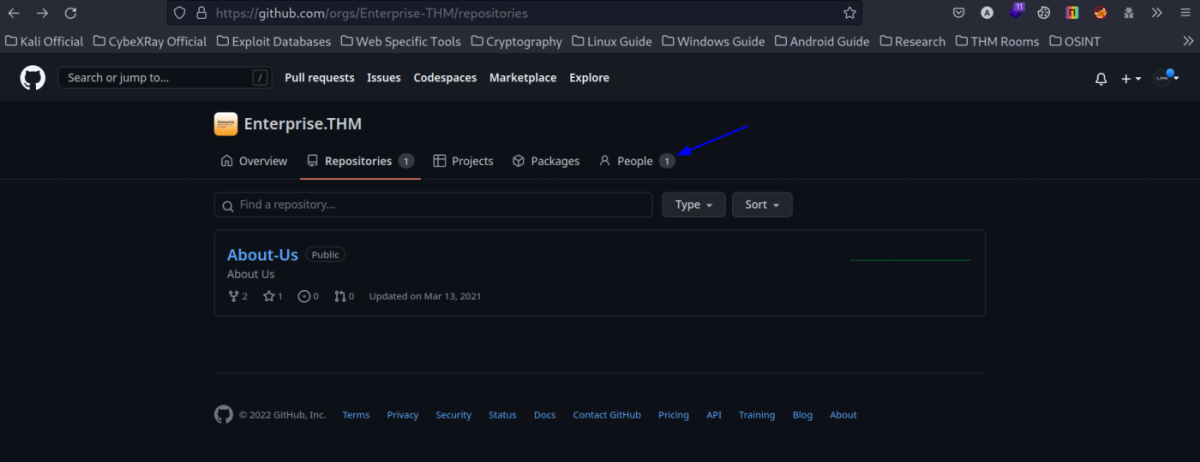 https://github.com/orgs/Enterprise-THM/repositories
A
11
Kali Official CybeXRay Official Exploit Databases Web Specific Tools Cryptography Linux Guide Windows Guide Android Guide Research THM Rooms OSINT
Search or jump to... / Pull requests Issues Codespaces Marketplace Explore
Enterprise.THM
Overview Repositories 1 Projects Packages People 1
Find a repository... Type Sort
About-Us Public
About Us
2 1 0 0 Updated on Mar 13, 2021
© 2022 GitHub, Inc. Terms Privacy Security Status Docs Contact GitHub Pricing API Training Blog About